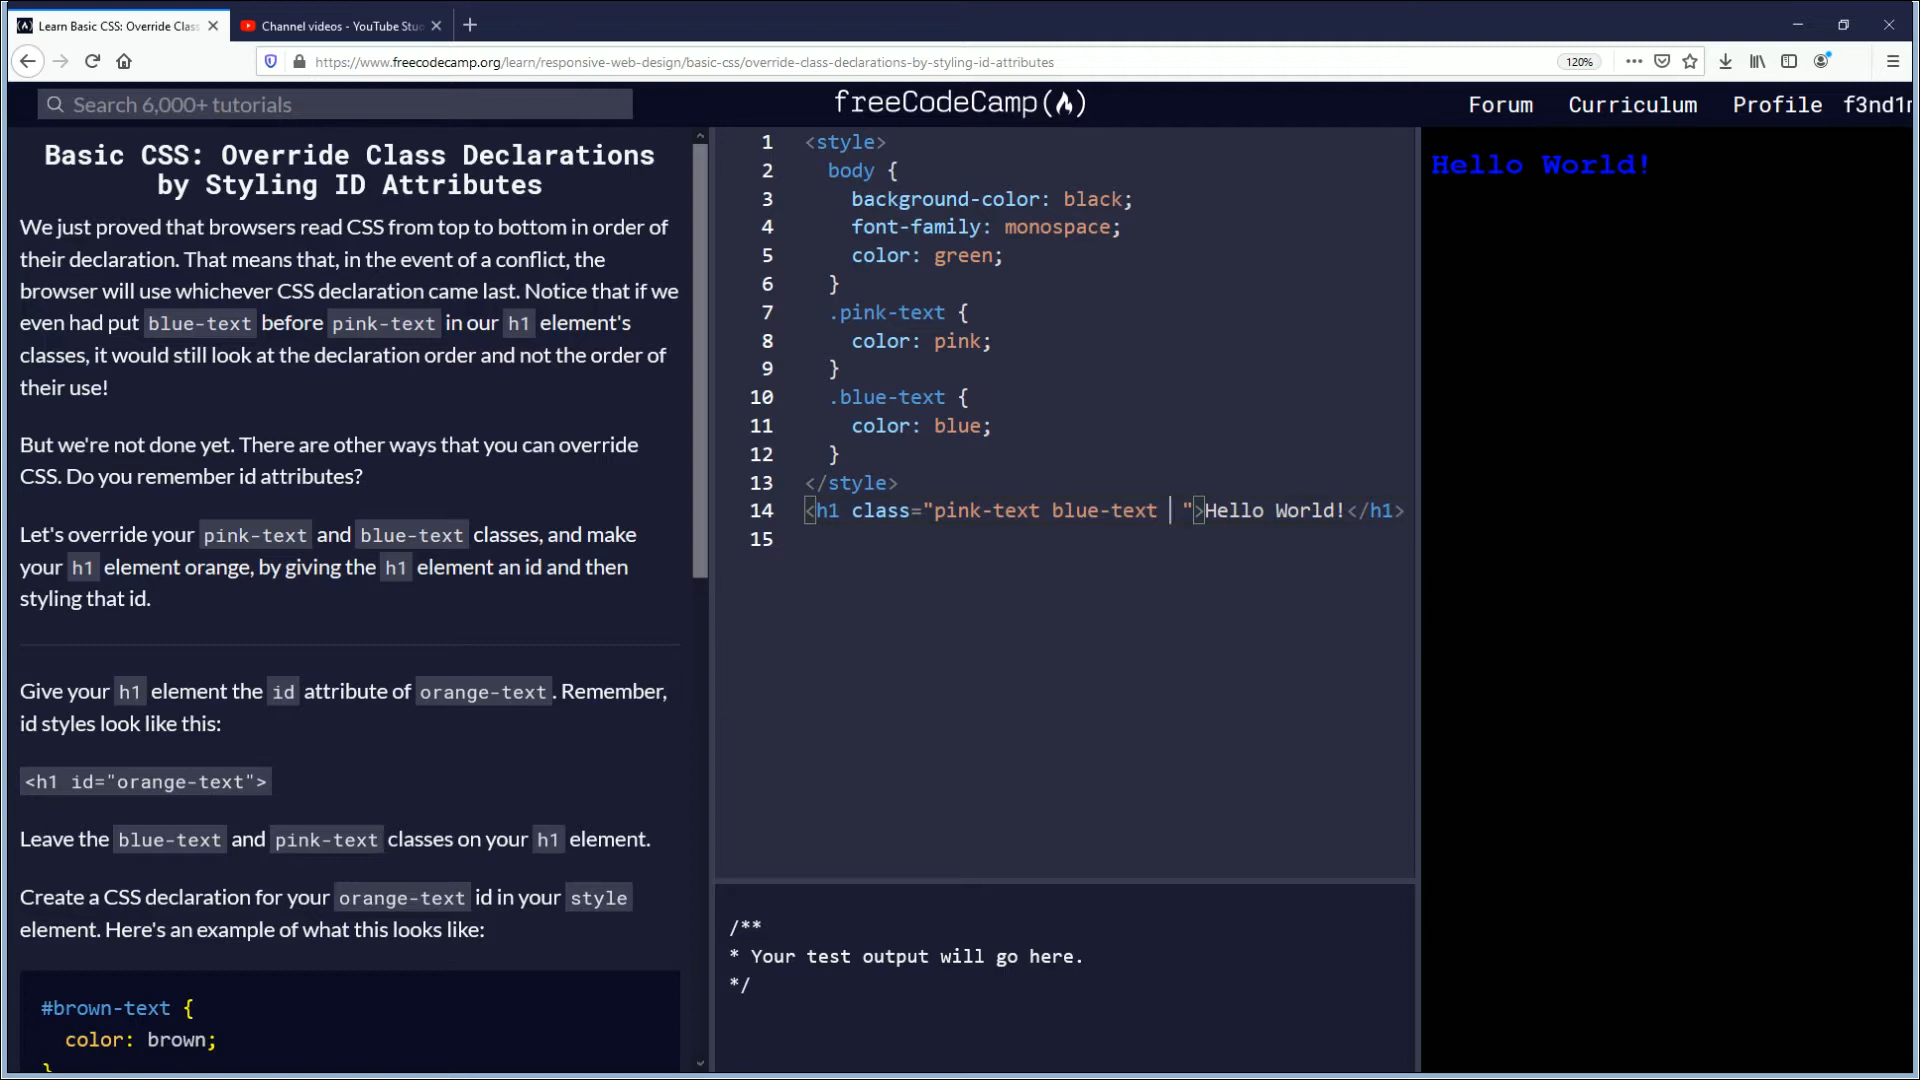 Learn Basic CSS: Override Class
Channel videos - YouTube Stu
https://www.freecodecamp.org/learn/responsive-web-design/basic-css/override-class-declarations-by-styling-id-attributes
120%
Search 6,000+ tutorials
freeCodeCamp
Forum
Curriculum
Profile
f3nd1
Basic CSS: Override Class Declarations
by Styling ID Attributes
We just proved that browsers read CSS from top to bottom in order of
their declaration. That means that, in the event of a conflict, the
browser will use whichever CSS declaration came last. Notice that if we
even had put blue-text before pink-text in our h1 element's
classes, it would still look at the declaration order and not the order of
their use!
But we're not done yet. There are other ways that you can override
CSS. Do you remember id attributes?
Let's override your pink-text and blue-text classes, and make
your h1 element orange, by giving the h1 element an id and then
styling that id.
Give your h1 element the id attribute of orange-text. Remember,
id styles look like this:
<h1 id="orange-text">
Leave the blue-text and pink-text classes on your h1 element.
Create a CSS declaration for your orange-text id in your style
element. Here's an example of what this looks like:
#brown-text {
color: brown;
}
1 <style>
2 body {
3 background-color: black;
4 font-family: monospace;
5 color: green;
6 }
7 .pink-text {
8 color: pink;
9 }
10 .blue-text {
11 color: blue;
12 }
13 </style>
14 <h1 class="pink-text blue-text  ">Hello World!</h1>
15
/**
* Your test output will go here.
*/
Hello World!